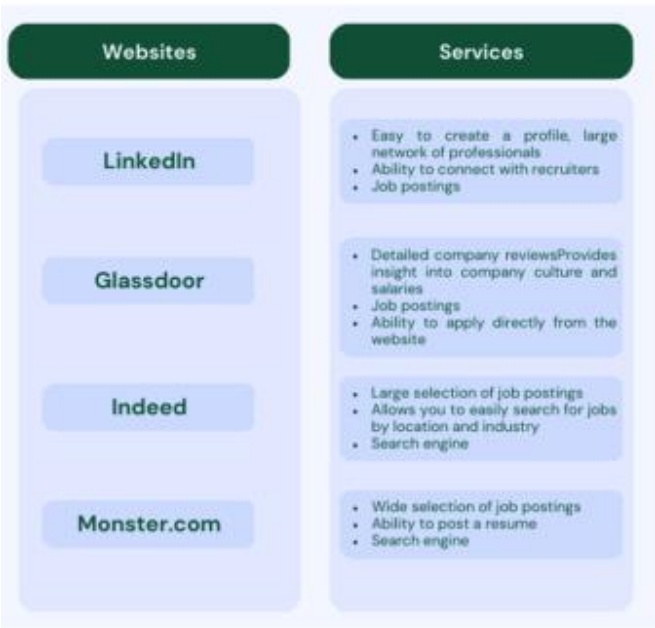 Websites
Services
LinkedIn
• Easy to create a profile, large
network of professionals
• Ability to connect with recruiters
• Job postings
Glassdoor
• Detailed company reviewsProvides
insight into company culture and
salaries
• Job postings
• Ability to apply directly from the
website
Indeed
• Large selection of job postings
• Allows you to easily search for jobs
by location and industry
• Search engine
Monster.com
• Wide selection of job postings
• Ability to post a resume
• Search engine